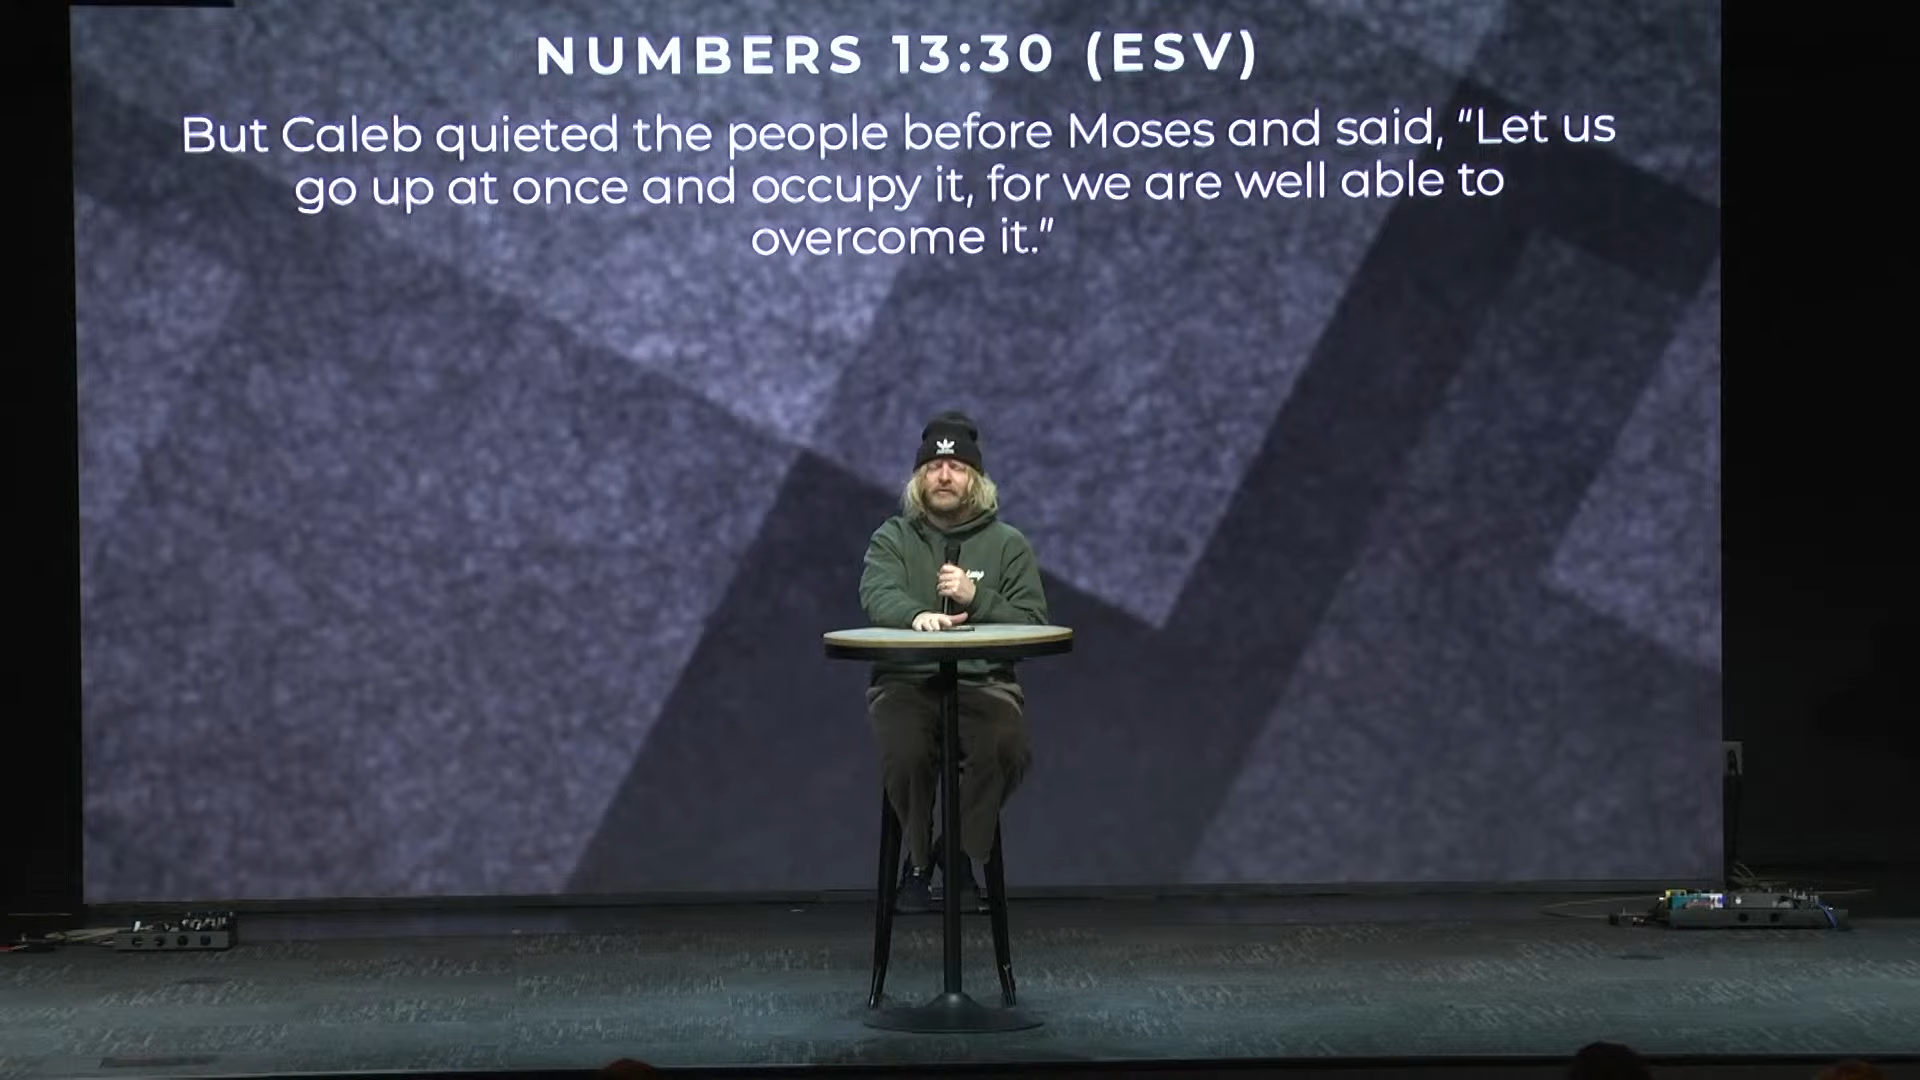 NUMBERS 13:30 (ESV)
But Caleb quieted the people before Moses and said, “Let us
go up at once and occupy it, for we are well able to
overcome it.”